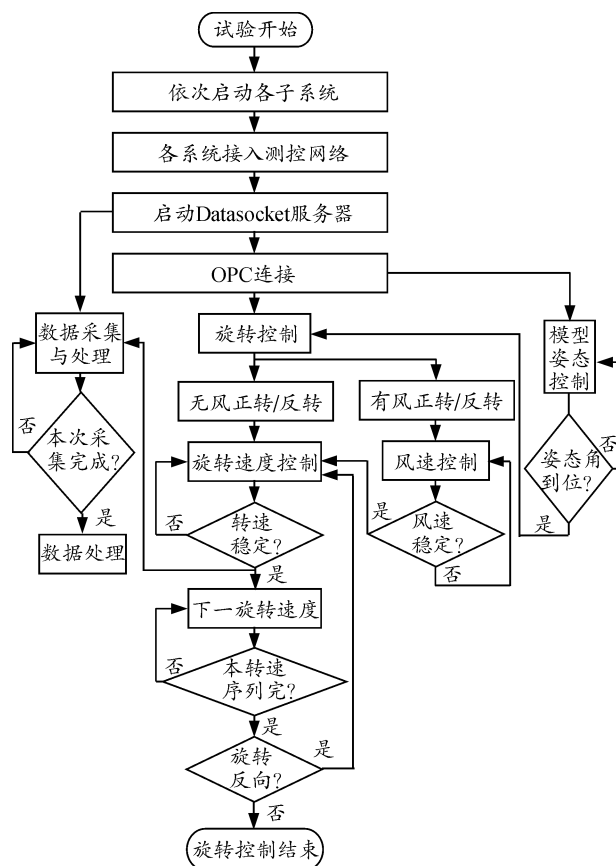 试验开始
依次启动各子系统
各系统接入测控网络
启动Datasocket服务器
OPC连接
数据采集
与处理
旋转控制
模型
姿态
控制
无风正转/反转
有风正转/反转
否
本次采
集完成?
旋转速度控制
风速控制
否
姿态角
到位?
是
数据处理
否
转速
稳定?
是
是
风速
稳定?
否
是
下一旋转速度
否
本转速
序列完?
是
旋转
反向?
是
否
旋转控制结束